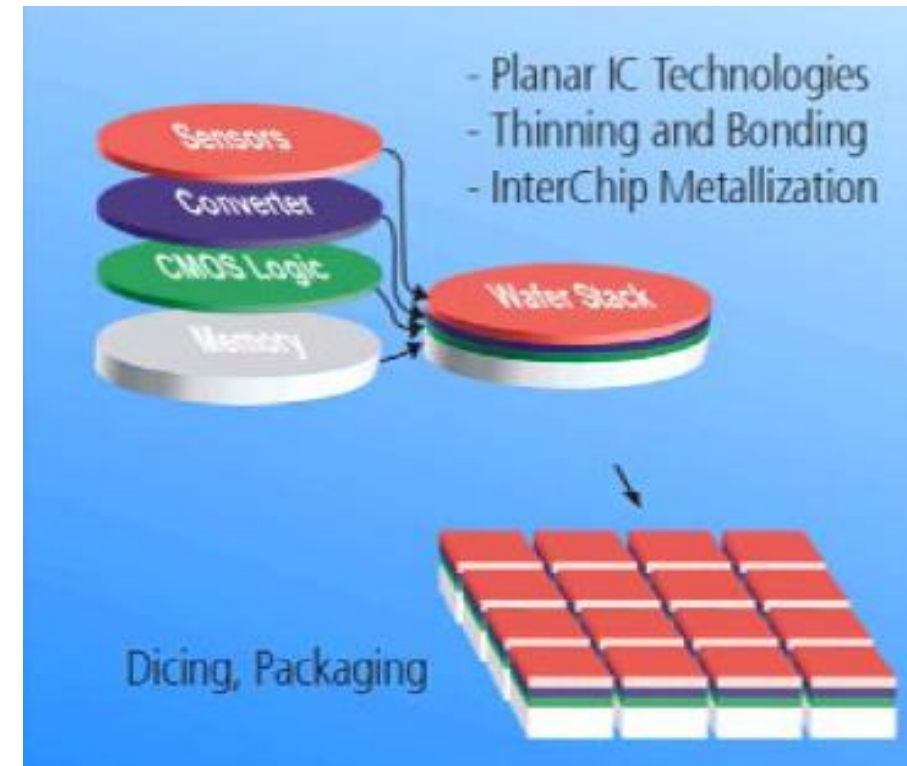 - Planar IC Technologies
- Thinning and Bonding
- InterChip Metallization
Sensors
Converter
CMOS Logic
Memory
Wafer Stack
Dicing, Packaging